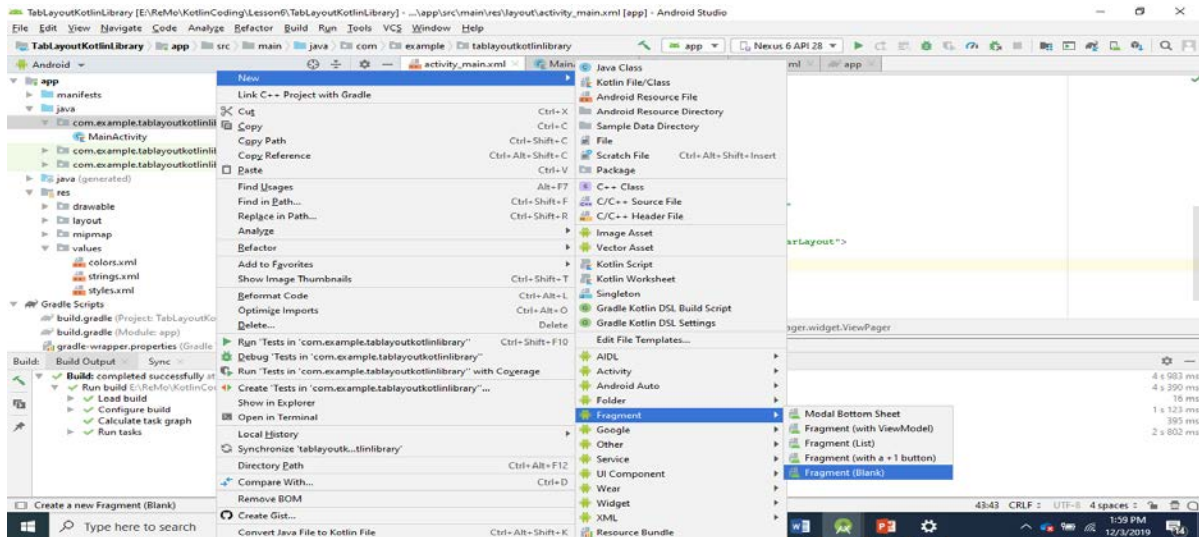 TabLayoutKotlinLibrary [E:\ReMo\KotlinCoding\Lesson6\TabLayoutKotlinLibrary] - ...\app\src\main\res\layout\activity_main.xml [app] - Android Studio
File Edit View Navigate Code Analyze Refactor Build Run Tools VCS Window Help
TabLayoutKotlinLibrary app src main java com example tablayoutkotlinlibrary
app
Nexus 6 API 28
Android
activity_main.xml
Main
ml
app
app
manifests
java
com.example.tablayoutkotlinli
MainActivity
com.example.tablayoutkotlinli
com.example.tablayoutkotlinli
java (generated)
res
drawable
layout
mipmap
values
colors.xml
strings.xml
styles.xml
Gradle Scripts
build.gradle (Project: TabLayoutKo
build.gradle (Module: app)
gradle-wrapper.properties (Gradle
New
Link C++ Project with Gradle
Cut Ctrl+X
Copy Ctrl+C
Copy Path Ctrl+Shift+C
Copy Reference Ctrl+Alt+Shift+C
Paste Ctrl+V
Find Usages Alt+F7
Find in Path... Ctrl+Shift+F
Replace in Path... Ctrl+Shift+R
Analyze
Refactor
Add to Favorites
Show Image Thumbnails Ctrl+Shift+T
Reformat Code Ctrl+Alt+L
Optimize Imports Ctrl+Alt+O
Delete... Delete
Run 'Tests in 'com.example.tablayoutkotlinlibrary'' Ctrl+Shift+F10
Debug 'Tests in 'com.example.tablayoutkotlinlibrary''
Run 'Tests in 'com.example.tablayoutkotlinlibrary'' with Coverage
Create 'Tests in 'com.example.tablayoutkotlinlibrary''...
Show in Explorer
Open in Terminal
Local History
Synchronize 'tablayoutk...tlinlibrary'
Directory Path Ctrl+Alt+F12
Compare With... Ctrl+D
Remove BOM
Create Gist...
Convert Java File to Kotlin File Ctrl+Alt+Shift+K
Java Class
Kotlin File/Class
Android Resource File
Android Resource Directory
Sample Data Directory
File
Scratch File Ctrl+Alt+Shift+Insert
Package
C++ Class
C/C++ Source File
C/C++ Header File
Image Asset
Vector Asset
Kotlin Script
Kotlin Worksheet
Singleton
Gradle Kotlin DSL Build Script
Gradle Kotlin DSL Settings
Edit File Templates...
AIDL
Activity
Android Auto
Folder
Fragment
Google
Other
Service
UI Component
Wear
Widget
XML
Resource Bundle
Modal Bottom Sheet
Fragment (with ViewModel)
Fragment (List)
Fragment (with a +1 button)
Fragment (Blank)
arLayout">
ager.widget.ViewPager
Build: Build Output Sync
Build: completed successfully at
Run build E:\ReMo\KotlinCo
Load build
Configure build
Calculate task graph
Run tasks
4 s 983 ms
4 s 390 ms
16 ms
1 s 123 ms
395 ms
2 s 802 ms
Create a new Fragment (Blank)
43:43 CRLF UTF-8 4 spaces
Type here to search
1:59 PM
12/3/2019